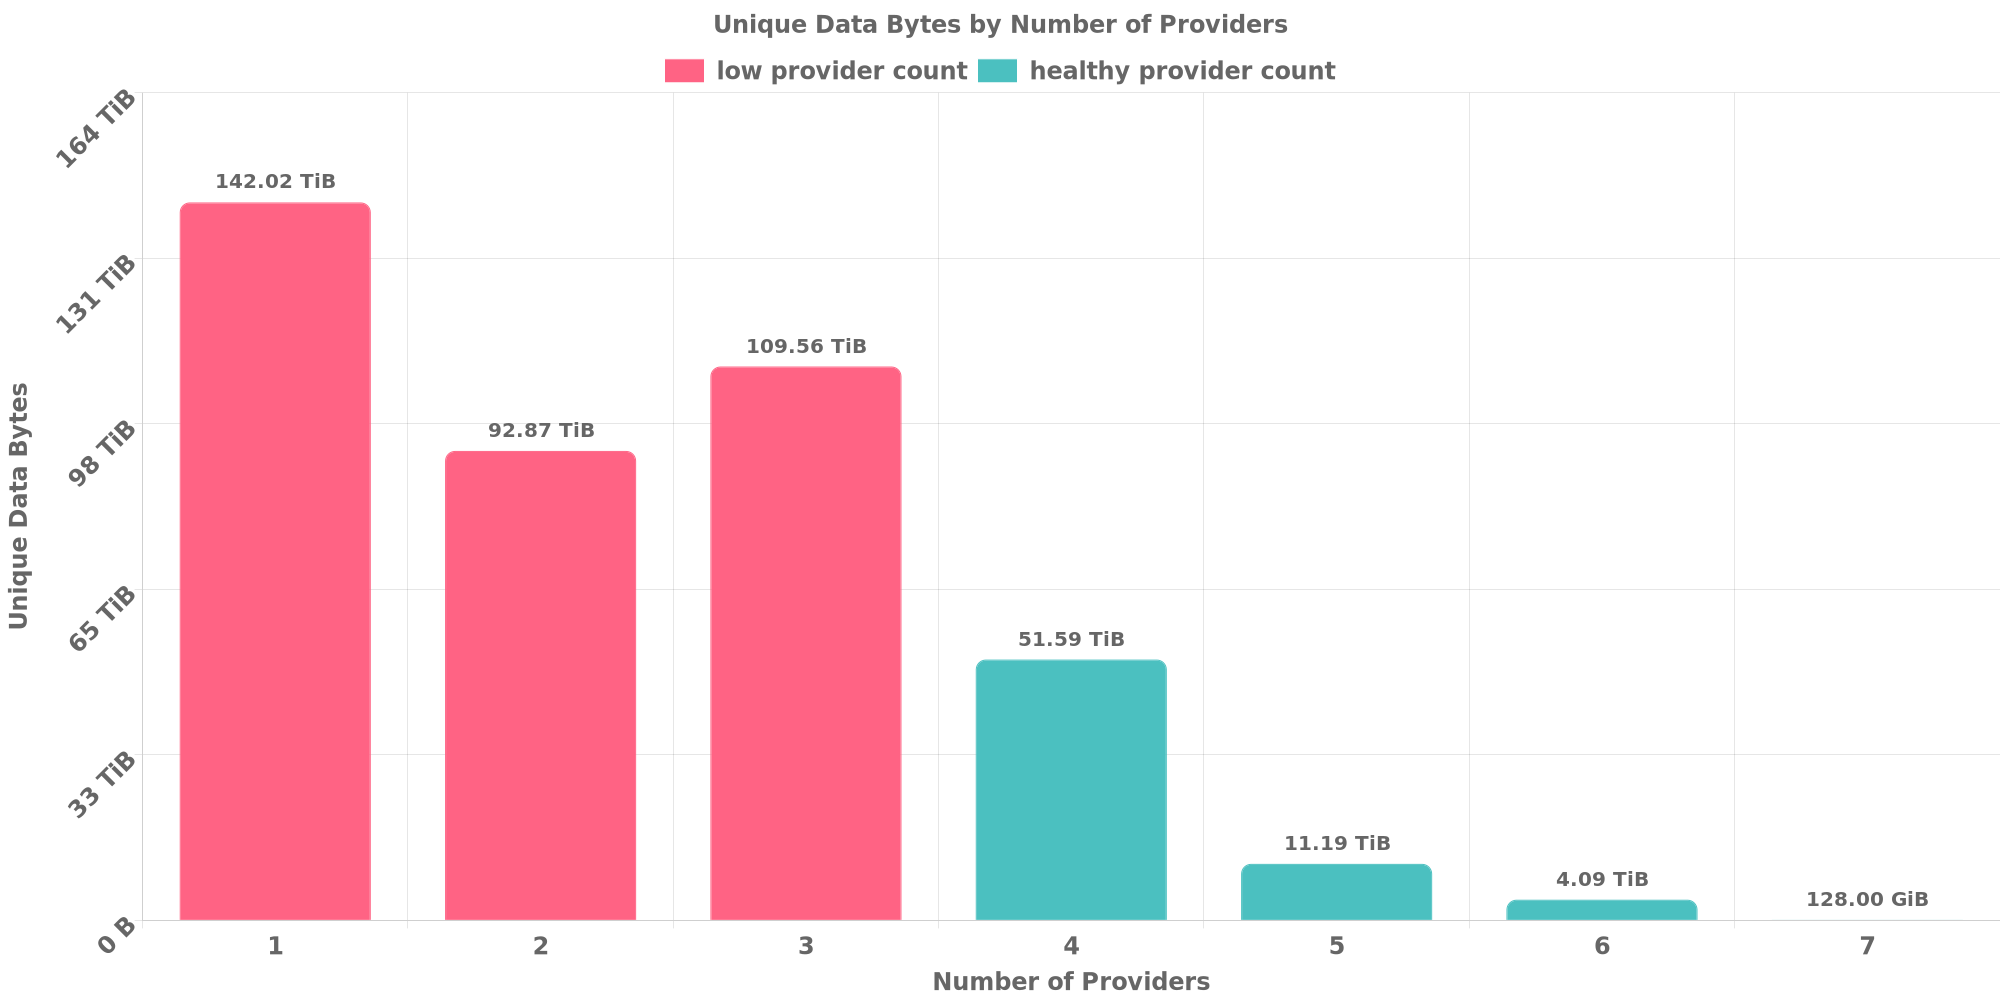 Unique Data Bytes by Number of Providers
low provider count healthy provider count
164 TiB
131 TiB
98 TiB
65 TiB
33 TiB
0 B
Unique Data Bytes
142.02 TiB
92.87 TiB
109.56 TiB
51.59 TiB
11.19 TiB
4.09 TiB
128.00 GiB
1 2 3 4 5 6 7
Number of Providers